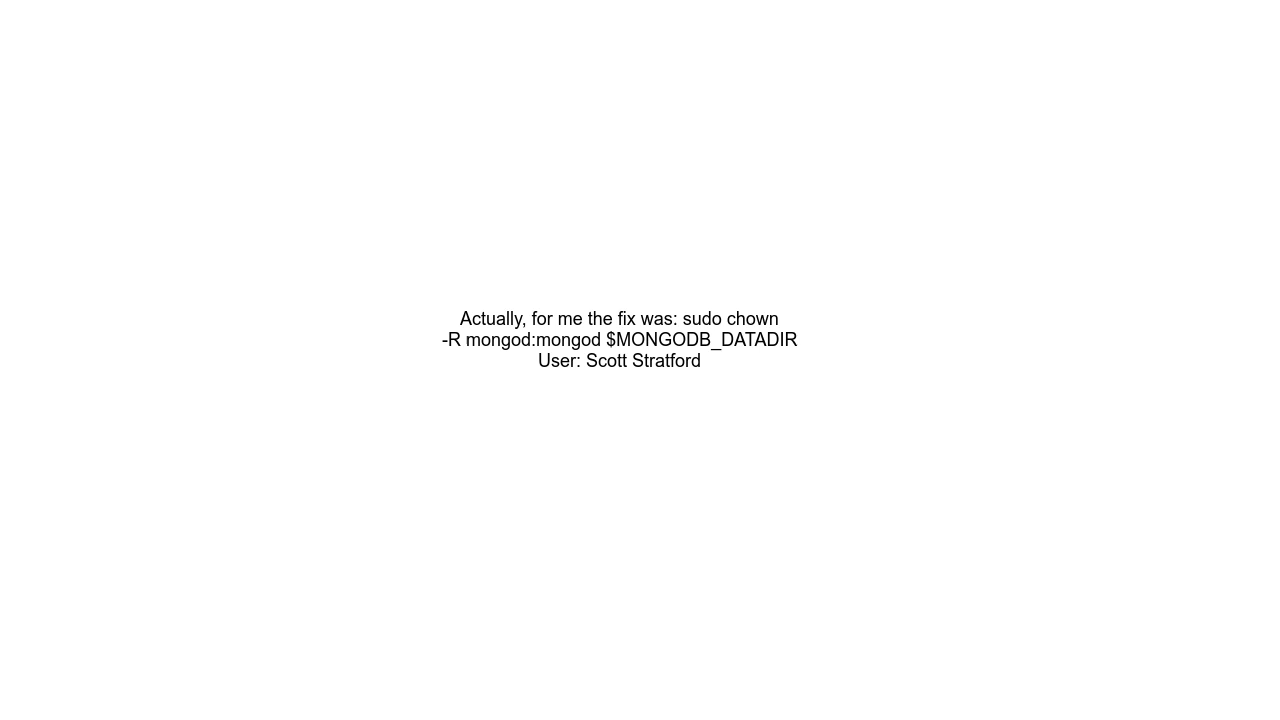 Actually, for me the fix was: sudo chown
-R mongod:mongod $MONGODB_DATADIR
User: Scott Stratford